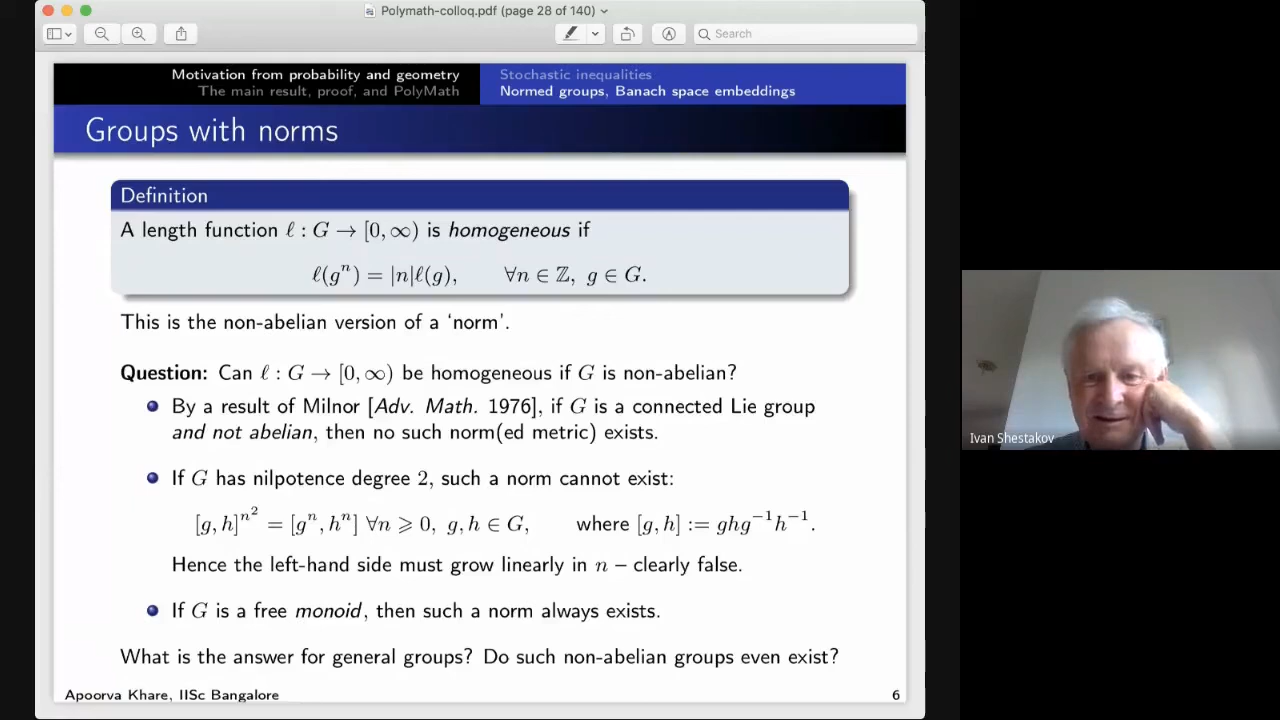 Polymath-colloq.pdf (page 28 of 140)
Search
Motivation from probability and geometry
The main result, proof, and PolyMath
Stochastic inequalities
Normed groups, Banach space embeddings
Groups with norms
Definition
A length function ℓ : G → [0, ∞) is homogeneous if
ℓ(gⁿ) = |n|ℓ(g), ∀n ∈ ℤ, g ∈ G.
This is the non-abelian version of a ‘norm’.
Question: Can ℓ : G → [0, ∞) be homogeneous if G is non-abelian?
By a result of Milnor [Adv. Math. 1976], if G is a connected Lie group
and not abelian, then no such norm(ed metric) exists.
If G has nilpotence degree 2, such a norm cannot exist:
[g, h]^{n²} = [gⁿ, hⁿ] ∀n ⩾ 0, g, h ∈ G, where [g, h] := ghg⁻¹h⁻¹.
Hence the left-hand side must grow linearly in n – clearly false.
If G is a free monoid, then such a norm always exists.
What is the answer for general groups? Do such non-abelian groups even exist?
Apoorva Khare, IISc Bangalore
6
Ivan Shestakov